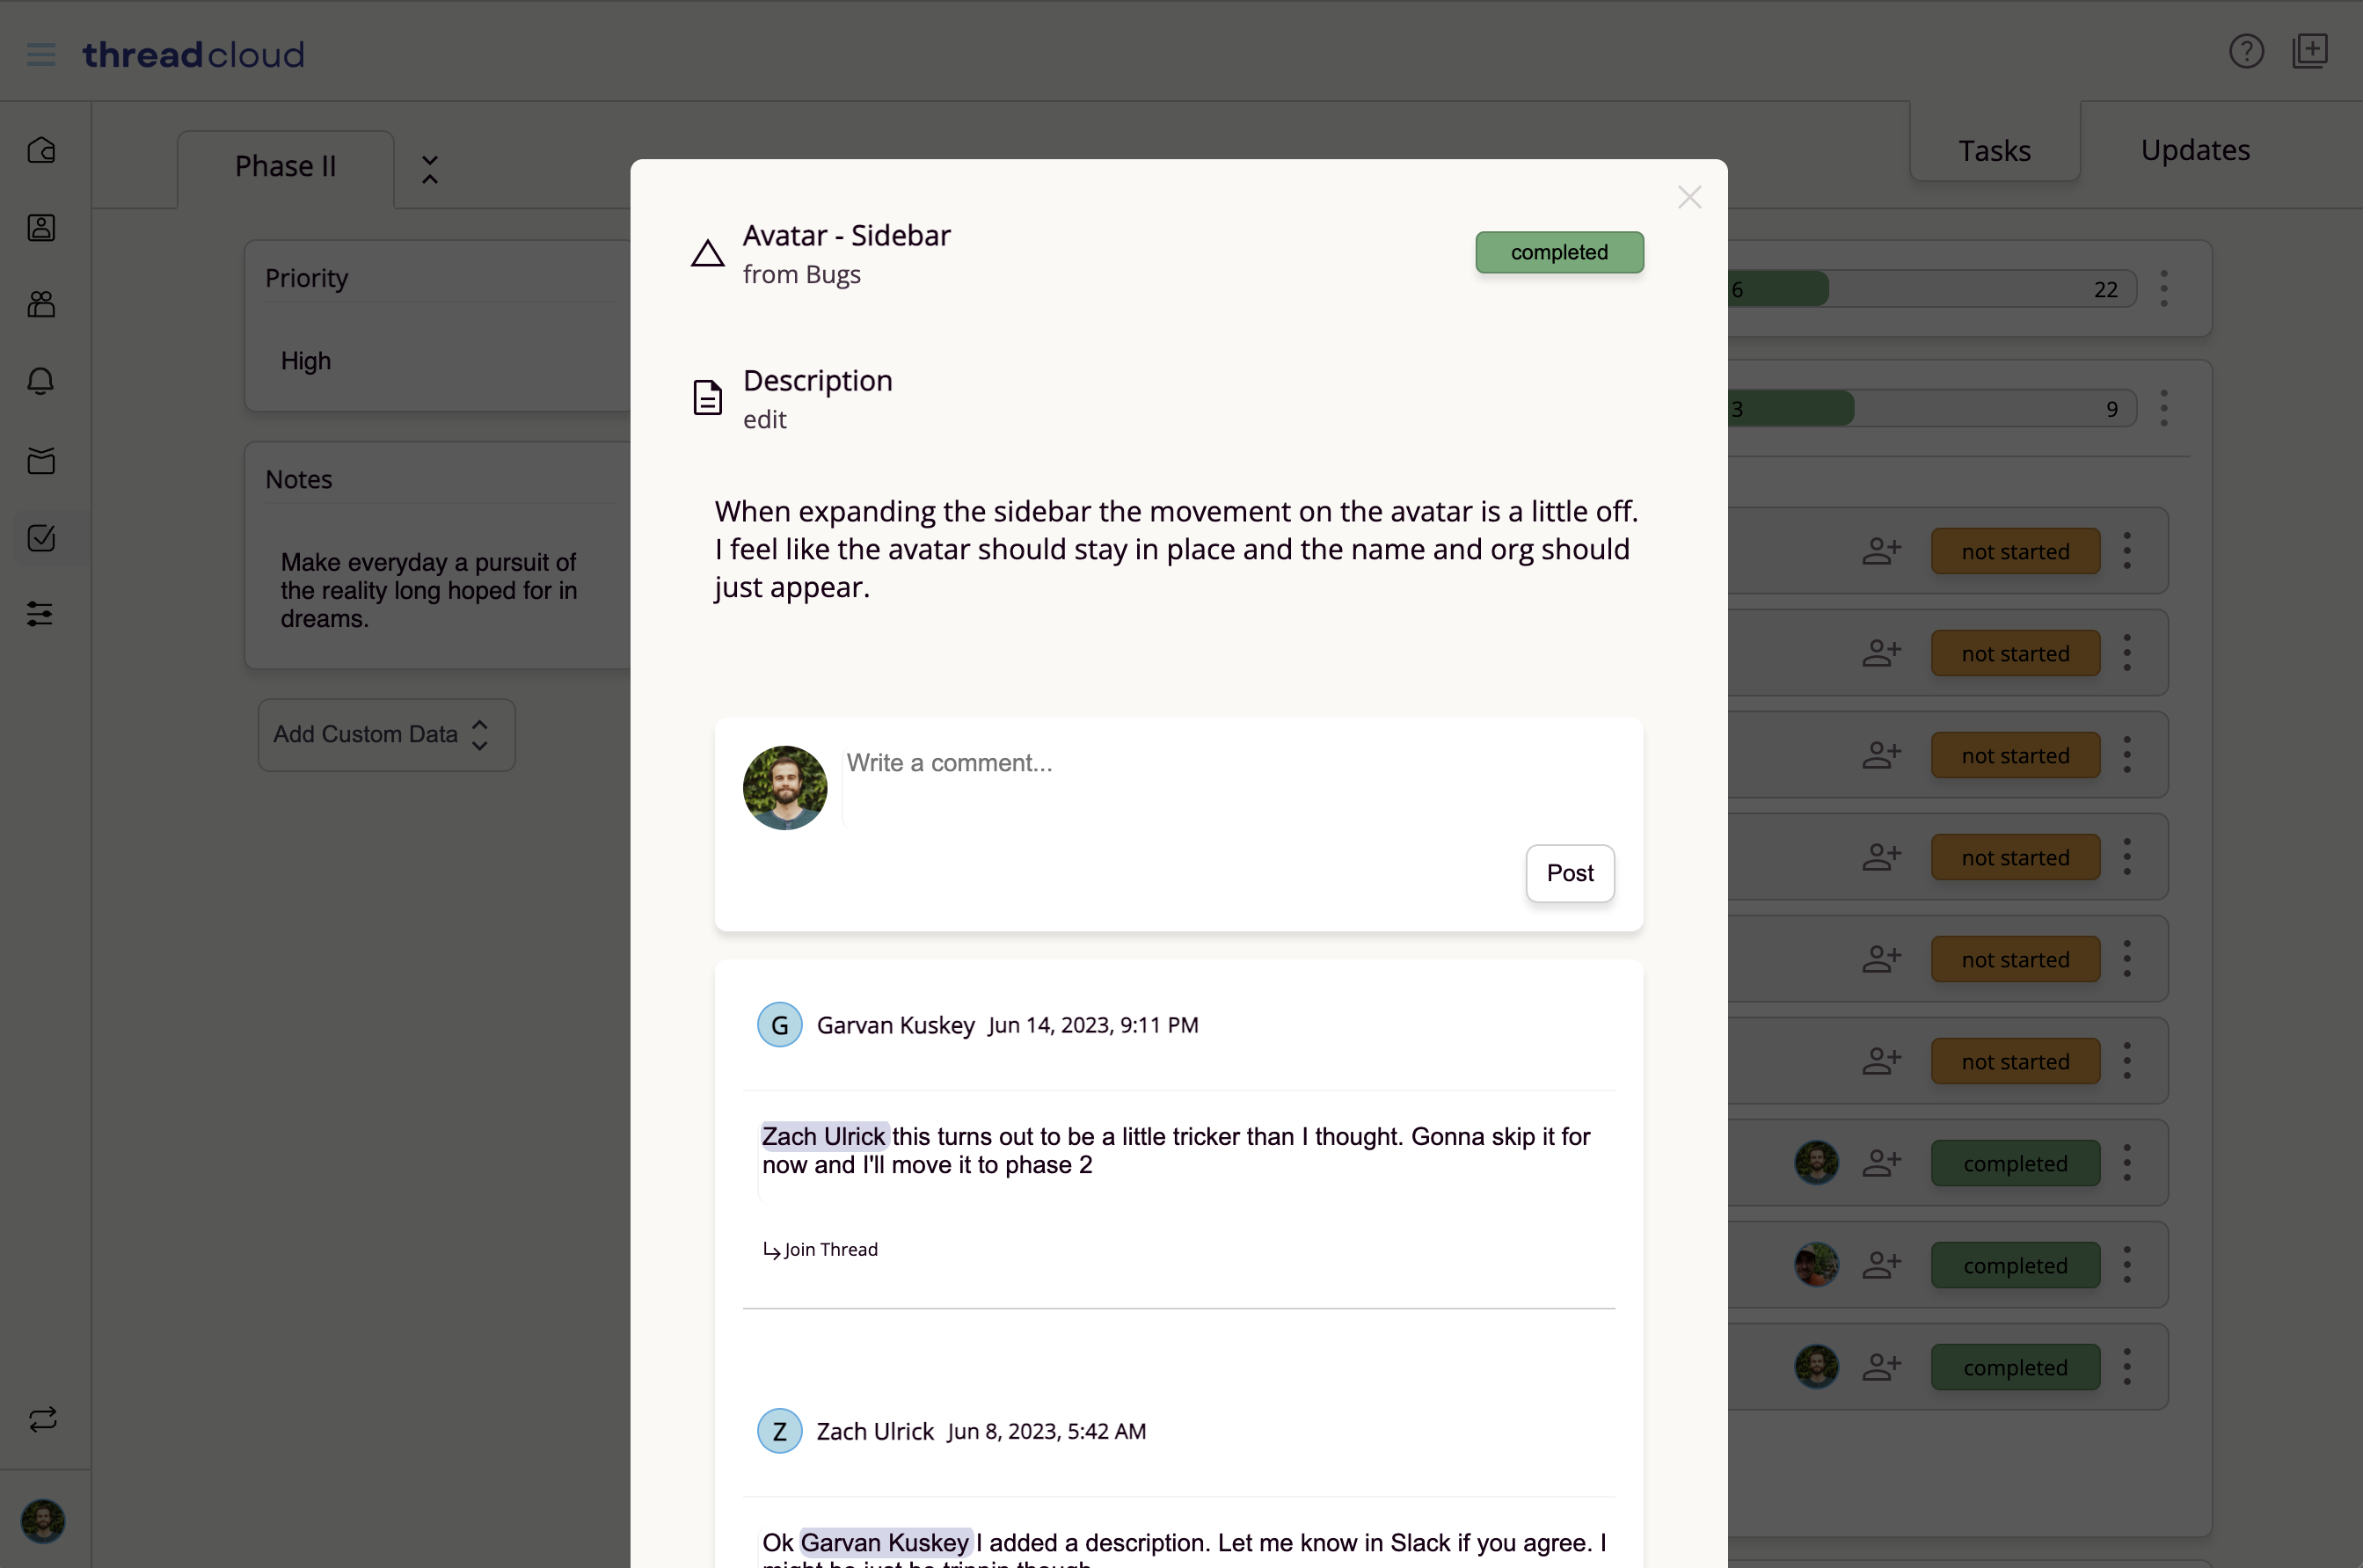 threadcloud
Phase II
Tasks
Updates
Priority
High
Notes
Make everyday a pursuit of
the reality long hoped for in
dreams.
Add Custom Data
Avatar - Sidebar
from Bugs
completed
Description
edit
When expanding the sidebar the movement on the avatar is a little off.
I feel like the avatar should stay in place and the name and org should
just appear.
Write a comment...
Post
G
Garvan Kuskey Jun 14, 2023, 9:11 PM
Zach Ulrick this turns out to be a little tricker than I thought. Gonna skip it for
now and I'll move it to phase 2
Join Thread
Z
Zach Ulrick Jun 8, 2023, 5:42 AM
Ok Garvan Kuskey I added a description. Let me know in Slack if you agree. I
might be just be trippin though
6 22
3 9
not started
not started
not started
not started
not started
not started
completed
completed
completed